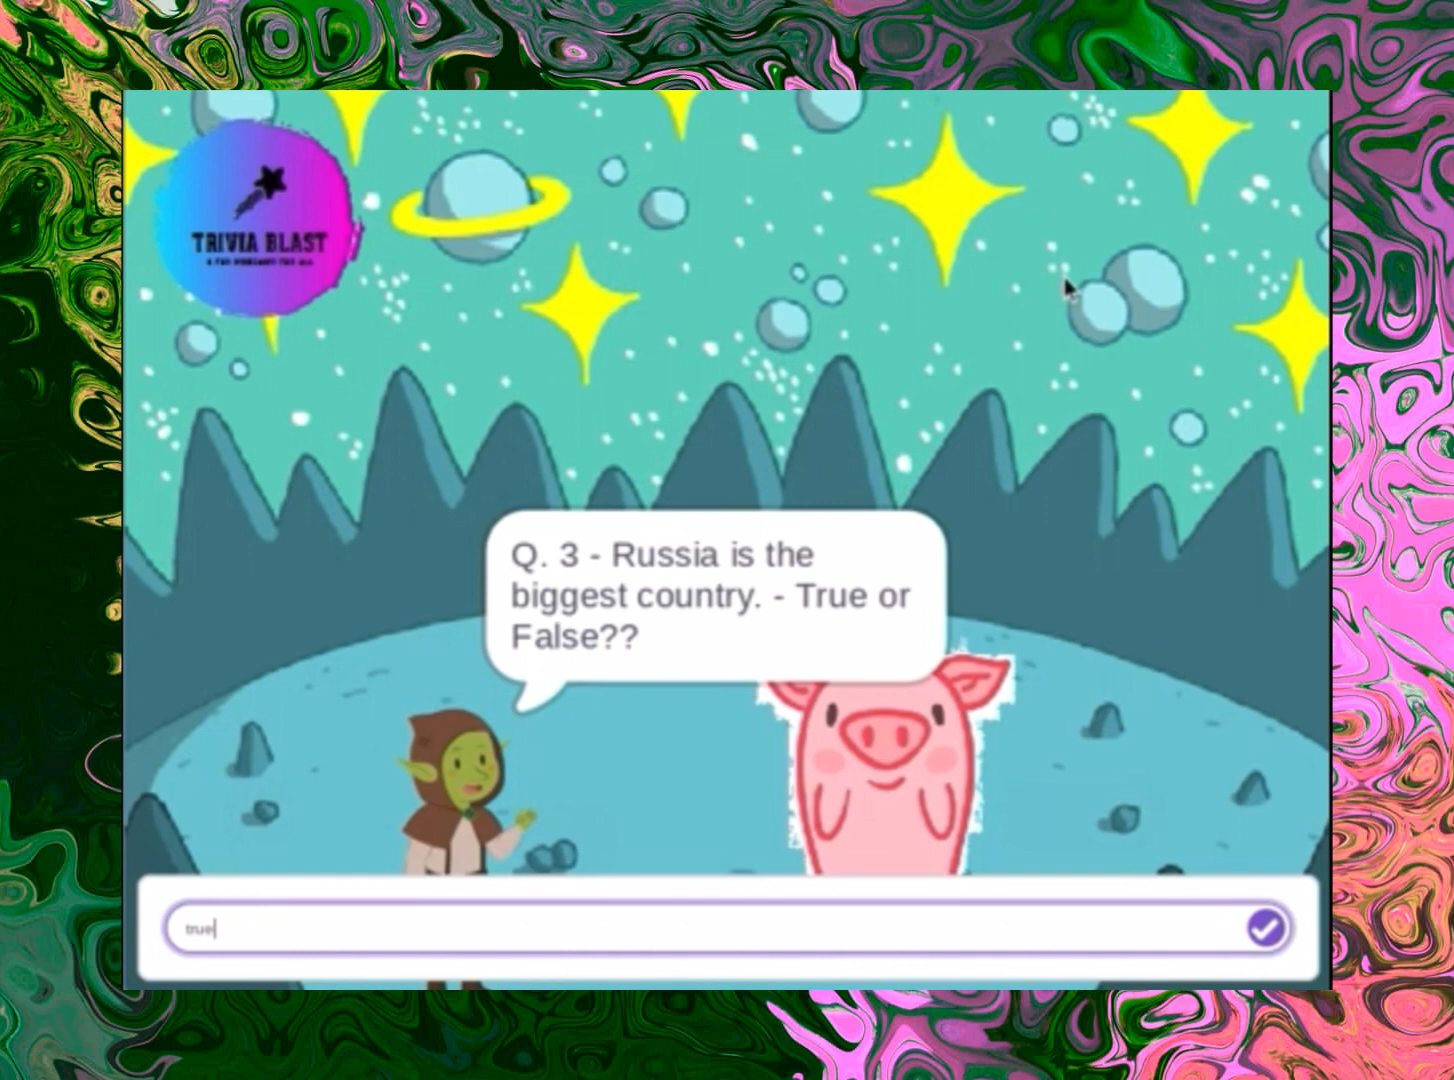 TRIVIA BLAST
Q. 3 - Russia is the
biggest country. - True or
False??
true